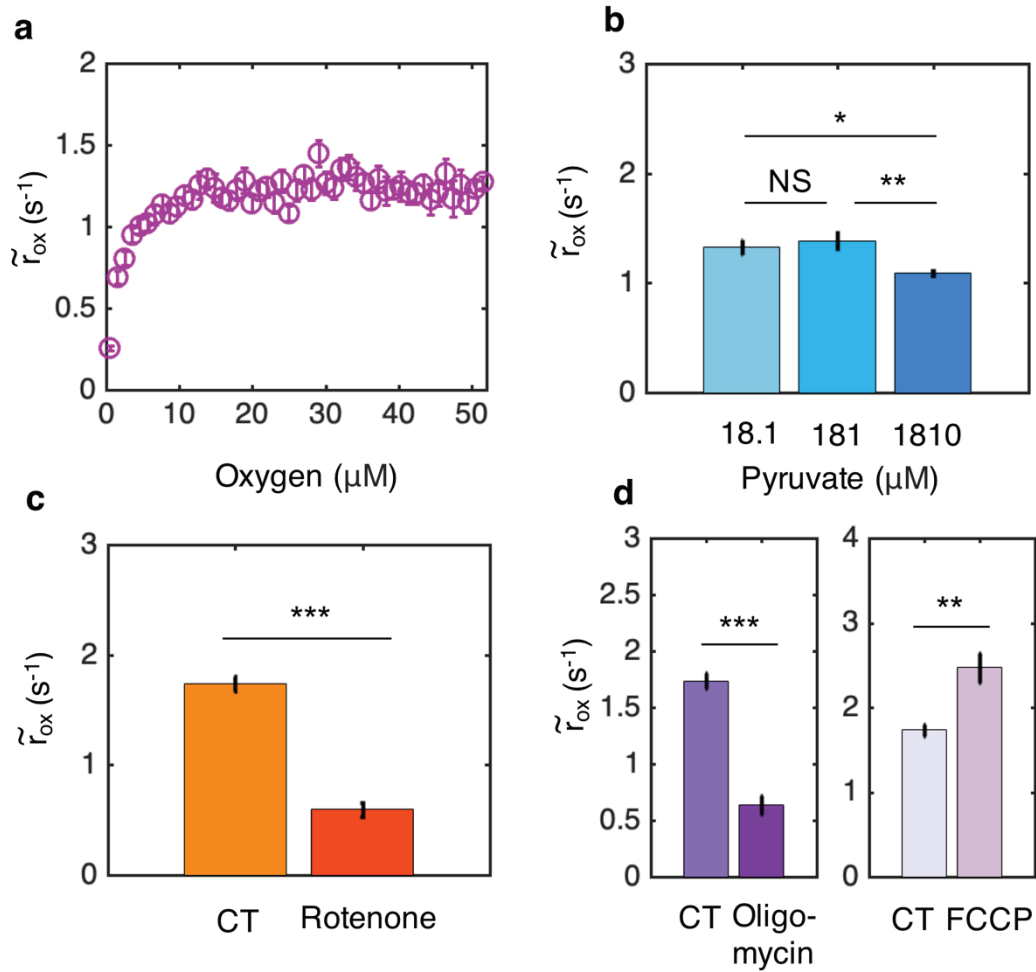 a
2
1.5
1
0.5
0
r̃ox (s-1)
0 10 20 30 40 50
Oxygen (μM)
b
3
2
1
0
r̃ox (s-1)
*
NS **
18.1 181 1810
Pyruvate (μM)
c
3
2
1
0
r̃ox (s-1)
***
CT Rotenone
d
3
2.5
2
1.5
1
0.5
0
r̃ox (s-1)
***
CT Oligo-
mycin
4
3
2
1
0
**
CT FCCP